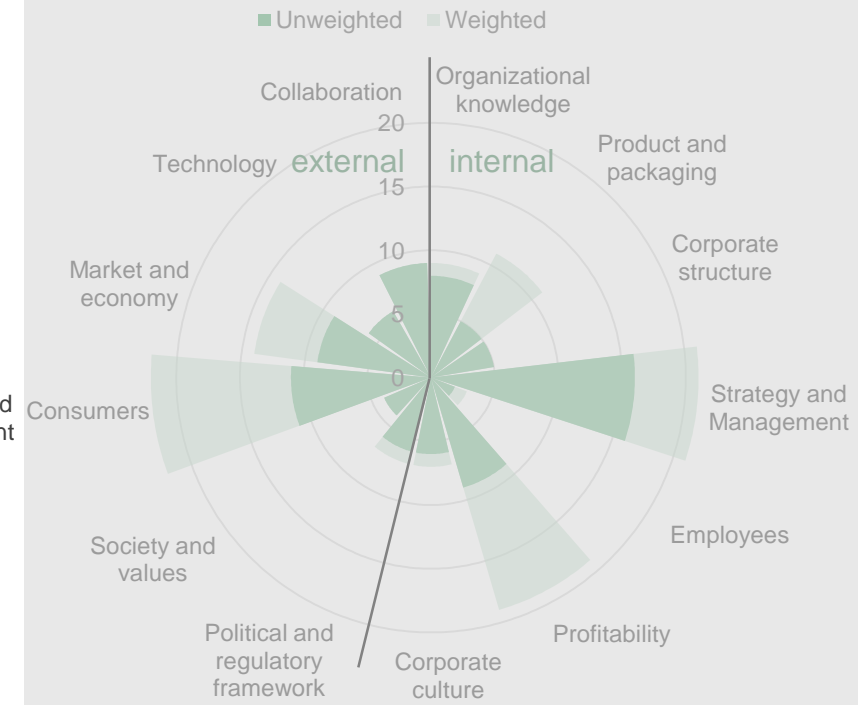 Unweighted Weighted
Collaboration
Organizational
knowledge
20
Technology
external
internal
Product and
packaging
15
Corporate
structure
10
Market and
economy
5
0
Consumers
Strategy and
Management
Employees
Society and
values
Profitability
Political and
regulatory
framework
Corporate
culture